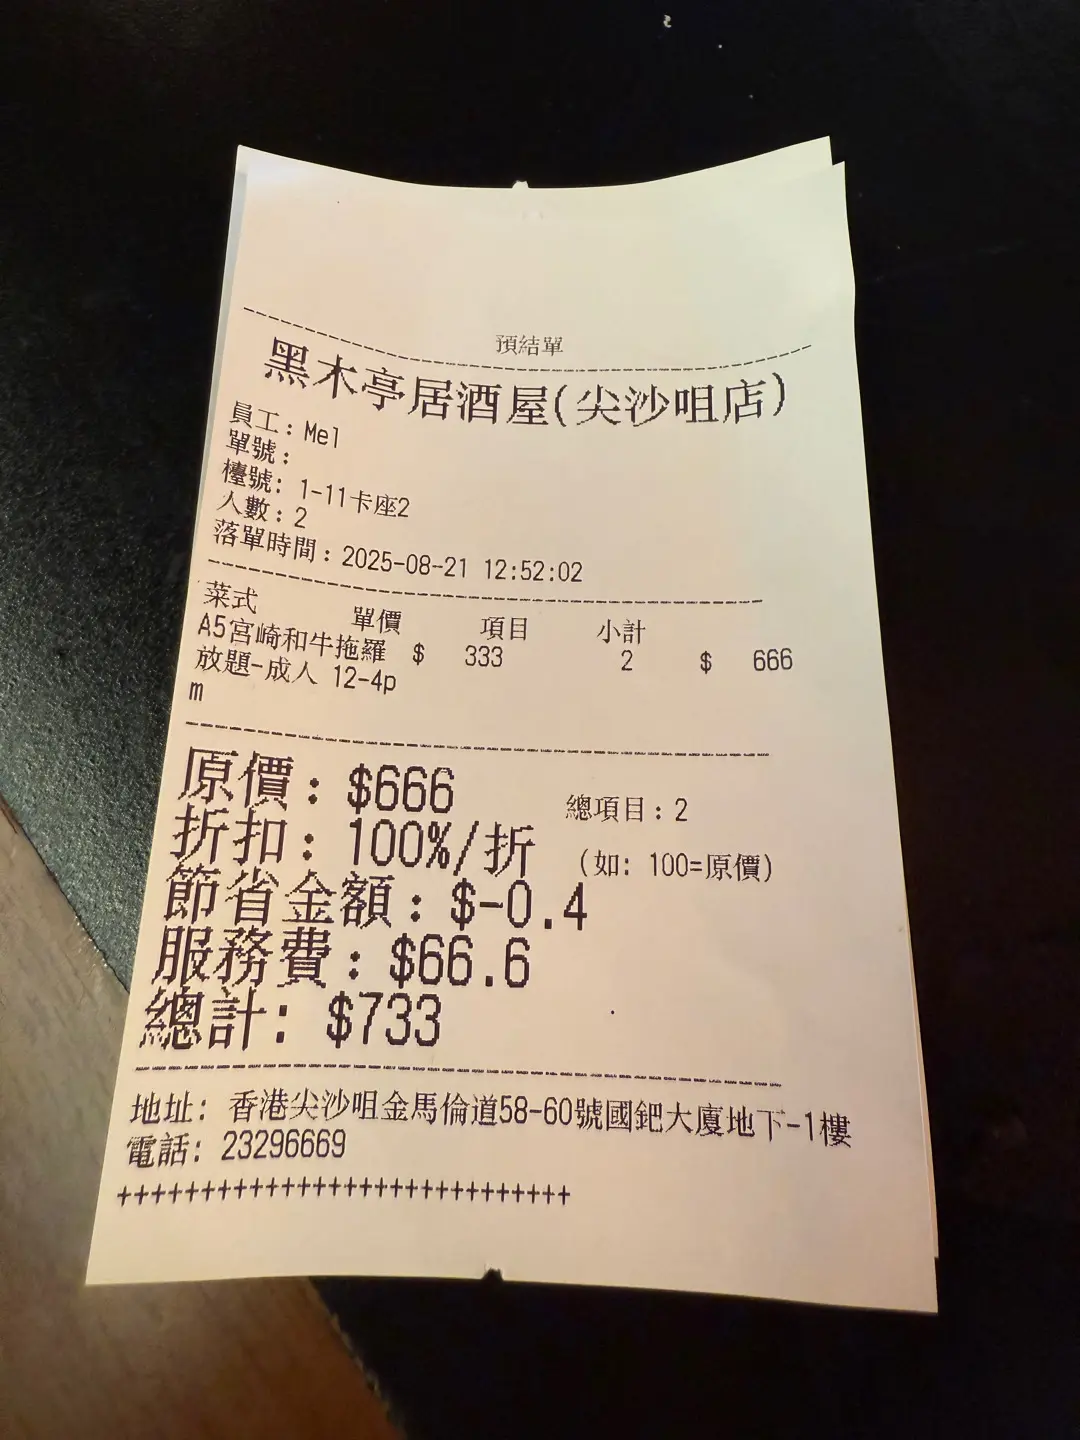 預結單
黑木亭居酒屋(尖沙咀店)
員工: Mel
單號:
檯號: 1-11卡座2
人數: 2
落單時間: 2025-08-21 12:52:02
菜式 單價 項目 小計
A5宮崎和牛拖羅 $ 333 2 $ 666
放題-成人 12-4p
m
原價: $666 總項目: 2
折扣: 100%/折 (如: 100=原價)
節省金額: $-0.4
服務費: $66.6
總計: $733
地址: 香港尖沙咀金馬倫道58-60號國鈀大廈地下-1樓
電話: 23296669
++++++++++++++++++++++++++++++